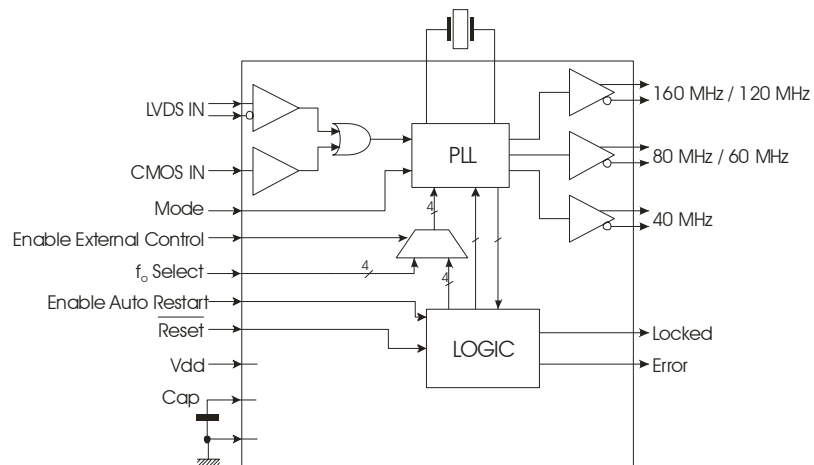 160 MHz / 120 MHz
LVDS IN
PLL
80 MHz / 60 MHz
CMOS IN
Mode
4
40 MHz
Enable External Control
fo Select
4
4
Enable Auto Restart
Reset
LOGIC
Locked
Vdd
Error
Cap